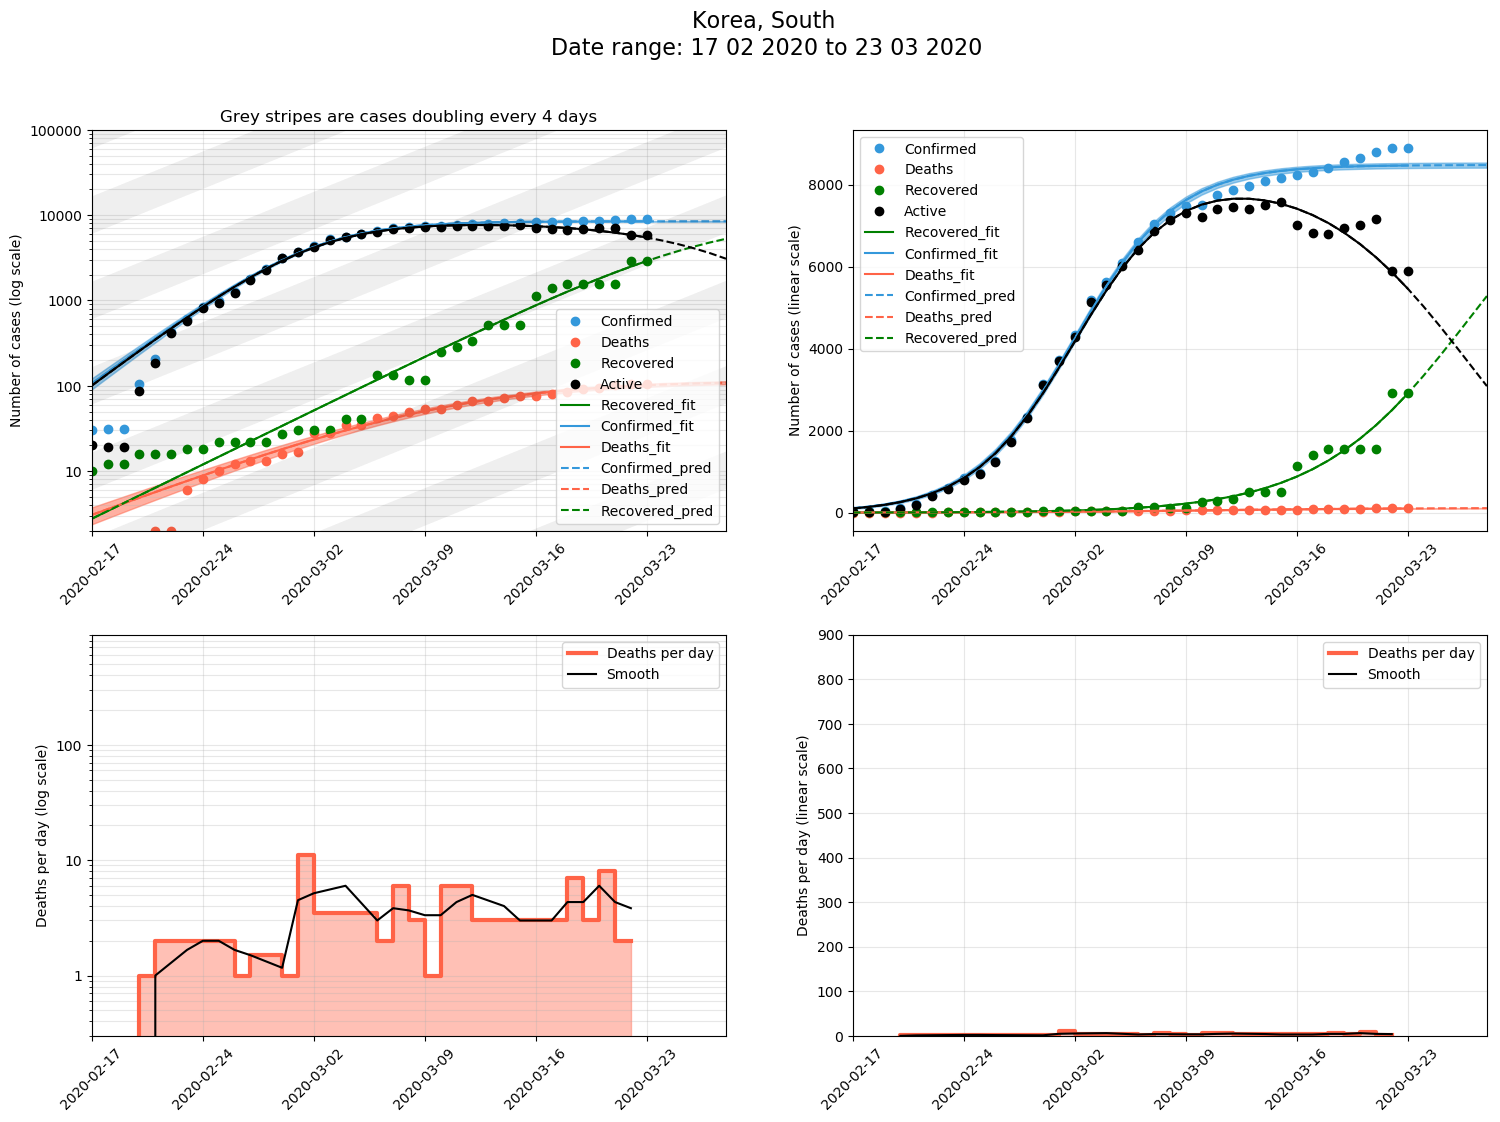 Korea, South
Date range: 17 02 2020 to 23 03 2020
Grey stripes are cases doubling every 4 days
Number of cases (log scale)
100000
10000
1000
100
10
Confirmed
Deaths
Recovered
Active
Recovered_fit
Confirmed_fit
Deaths_fit
Confirmed_pred
Deaths_pred
Recovered_pred
2020-02-17
2020-02-24
2020-03-02
2020-03-09
2020-03-16
2020-03-23
Number of cases (linear scale)
8000
6000
4000
2000
0
Confirmed
Deaths
Recovered
Active
Recovered_fit
Confirmed_fit
Deaths_fit
Confirmed_pred
Deaths_pred
Recovered_pred
2020-02-17
2020-02-24
2020-03-02
2020-03-09
2020-03-16
2020-03-23
Deaths per day (log scale)
100
10
1
Deaths per day
Smooth
2020-02-17
2020-02-24
2020-03-02
2020-03-09
2020-03-16
2020-03-23
Deaths per day (linear scale)
900
800
700
600
500
400
300
200
100
0
Deaths per day
Smooth
2020-02-17
2020-02-24
2020-03-02
2020-03-09
2020-03-16
2020-03-23